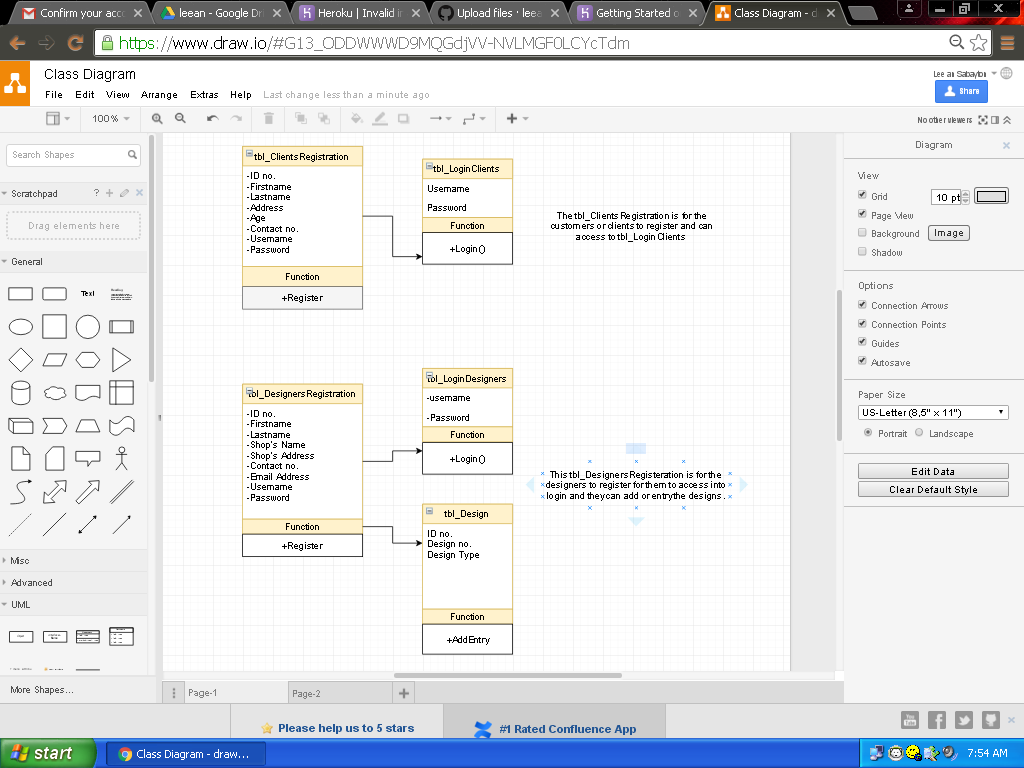 Confirm your acco
leean - Google Dri
Heroku | Invalid i
Upload files · leea
Getting Started o
Class Diagram - d
https://www.draw.io/#G13_ODDWWWD9MQGdjVV-NVLMGF0LCYcTdm
Class Diagram
Lee an Sabayton
File Edit View Arrange Extras Help Last change less than a minute ago
Share
100%
No other viewers
Search Shapes
Scratchpad
?
Drag elements here
General
Text
Heading
Misc
Advanced
UML
More Shapes...
tbl_Clients Registration
-ID no.
-Firstname
-Lastname
-Address
-Age
-Contact no.
-Username
-Password
Function
+Register
tbl_Login Clients
Username
Password
Function
+Login()
The tbl_Clients Registration is for the
customers or clients to register and can
access to tbl_Login Clients
tbl_Designers Registration
-ID no.
-Firstname
-Lastname
-Shop's Name
-Shop's Address
-Contact no.
-Email Address
-Username
-Password
Function
+Register
tbl_Login Designers
-username
-Password
Function
+Login()
This tbl_Designers Registeration is for the
designers to register for them to acess into
login and they can add or entry the designs .
tbl_Design
ID no.
Design no.
Design Type
Function
+AddEntry
Diagram
View
Grid 10 pt
Page View
Background Image
Shadow
Options
Connection Arrows
Connection Points
Guides
Autosave
Paper Size
US-Letter (8,5" x 11")
Portrait Landscape
Edit Data
Clear Default Style
Page-1 Page-2
Please help us to 5 stars
#1 Rated Confluence App
start
Class Diagram - draw...
7:54 AM